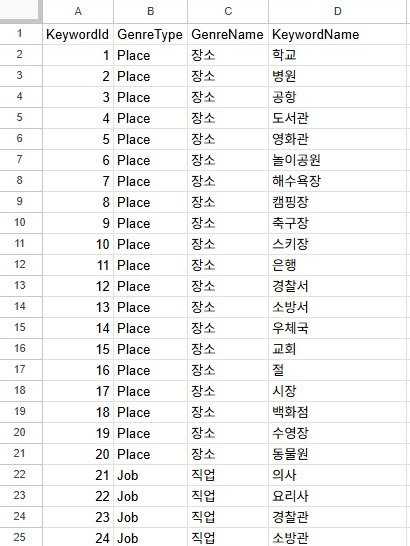 A B C D
1 KeywordId GenreType GenreName KeywordName
2 1 Place 장소 학교
3 2 Place 장소 병원
4 3 Place 장소 공항
5 4 Place 장소 도서관
6 5 Place 장소 영화관
7 6 Place 장소 놀이공원
8 7 Place 장소 해수욕장
9 8 Place 장소 캠핑장
10 9 Place 장소 축구장
11 10 Place 장소 스키장
12 11 Place 장소 은행
13 12 Place 장소 경찰서
14 13 Place 장소 소방서
15 14 Place 장소 우체국
16 15 Place 장소 교회
17 16 Place 장소 절
18 17 Place 장소 시장
19 18 Place 장소 백화점
20 19 Place 장소 수영장
21 20 Place 장소 동물원
22 21 Job 직업 의사
23 22 Job 직업 요리사
24 23 Job 직업 경찰관
25 24 Job 직업 소방관